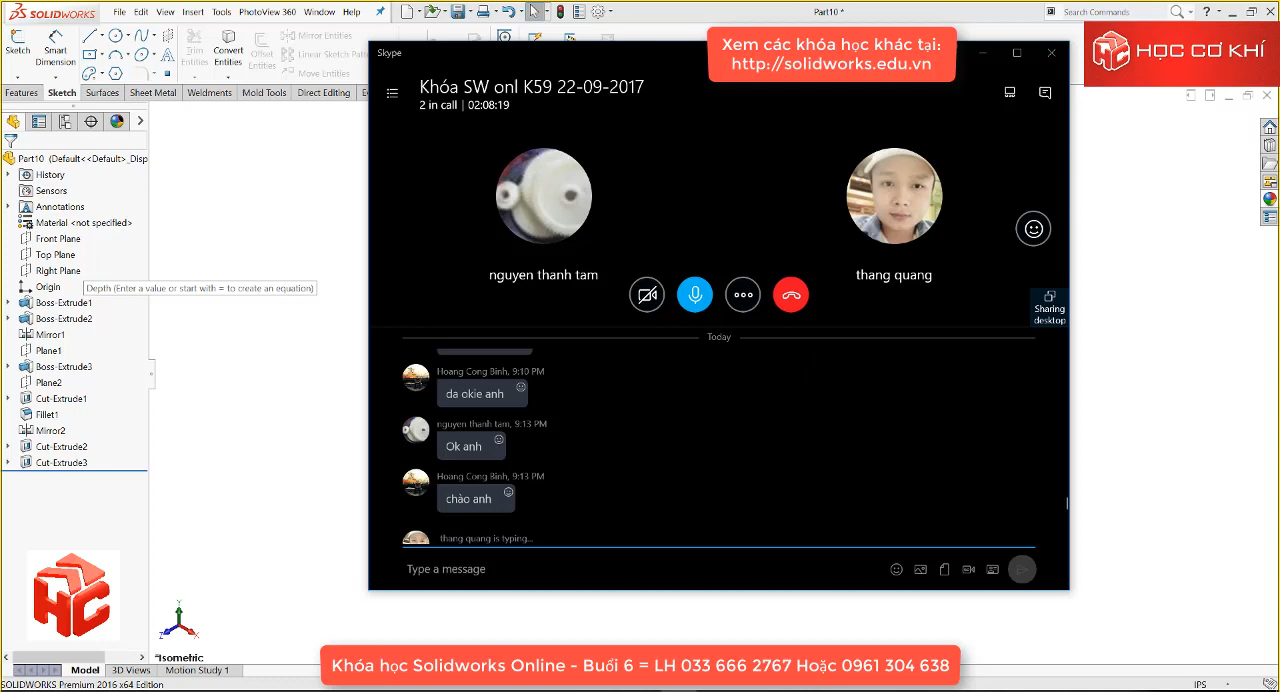 SOLIDWORKS
File
Edit
View
Insert
Tools
PhotoView 360
Window
Help
Part10 *
Search Commands
Sketch
Smart
Dimension
Trim
Entities
Convert
Entities
Offset
Entities
Mirror Entities
Linear Sketch Pat
Move Entities
Features
Sketch
Surfaces
Sheet Metal
Weldments
Mold Tools
Direct Editing
E
Xem các khóa học khác tại:
http://solidworks.edu.vn
HỌC CƠ KHÍ
Part10 (Default<<Default>_Disp
History
Sensors
Annotations
Material <not specified>
Front Plane
Top Plane
Right Plane
Origin
Depth (Enter a value or start with = to create an equation)
Boss-Extrude1
Boss-Extrude2
Mirror1
Plane1
Boss-Extrude3
Plane2
Cut-Extrude1
Fillet1
Mirror2
Cut-Extrude2
Cut-Extrude3
Skype
Khóa SW onl K59 22-09-2017
2 in call | 02:08:19
nguyen thanh tam
thang quang
Sharing
desktop
Today
Hoang Cong Binh, 9:10 PM
da okie anh
nguyen thanh tam, 9:13 PM
Ok anh
Hoang Cong Binh, 9:13 PM
chào anh
thang quang is typing...
Type a message
HC
Y
X
Z
*Isometric
Model
3D Views
Motion Study 1
Khóa học Solidworks Online - Buổi 6 = LH 033 666 2767 Hoặc 0961 304 638
SOLIDWORKS Premium 2016 x64 Edition
IPS